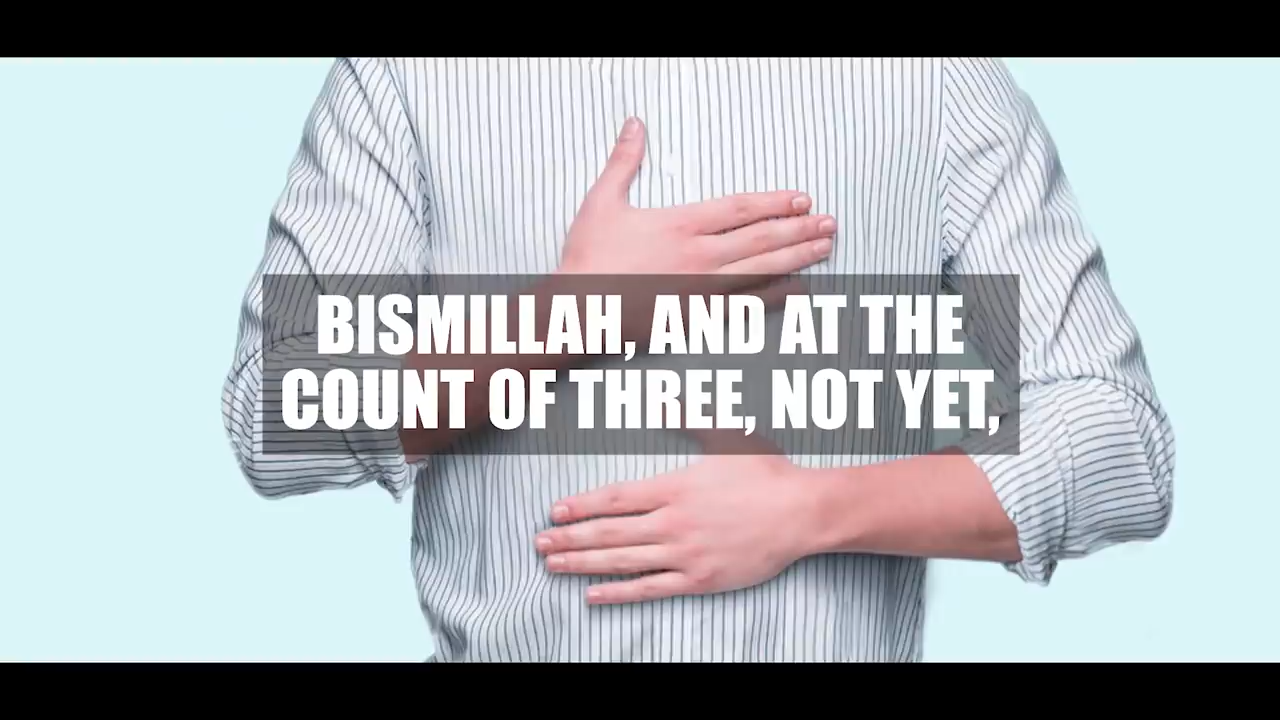 BISMILLAH, AND AT THE
COUNT OF THREE, NOT YET,